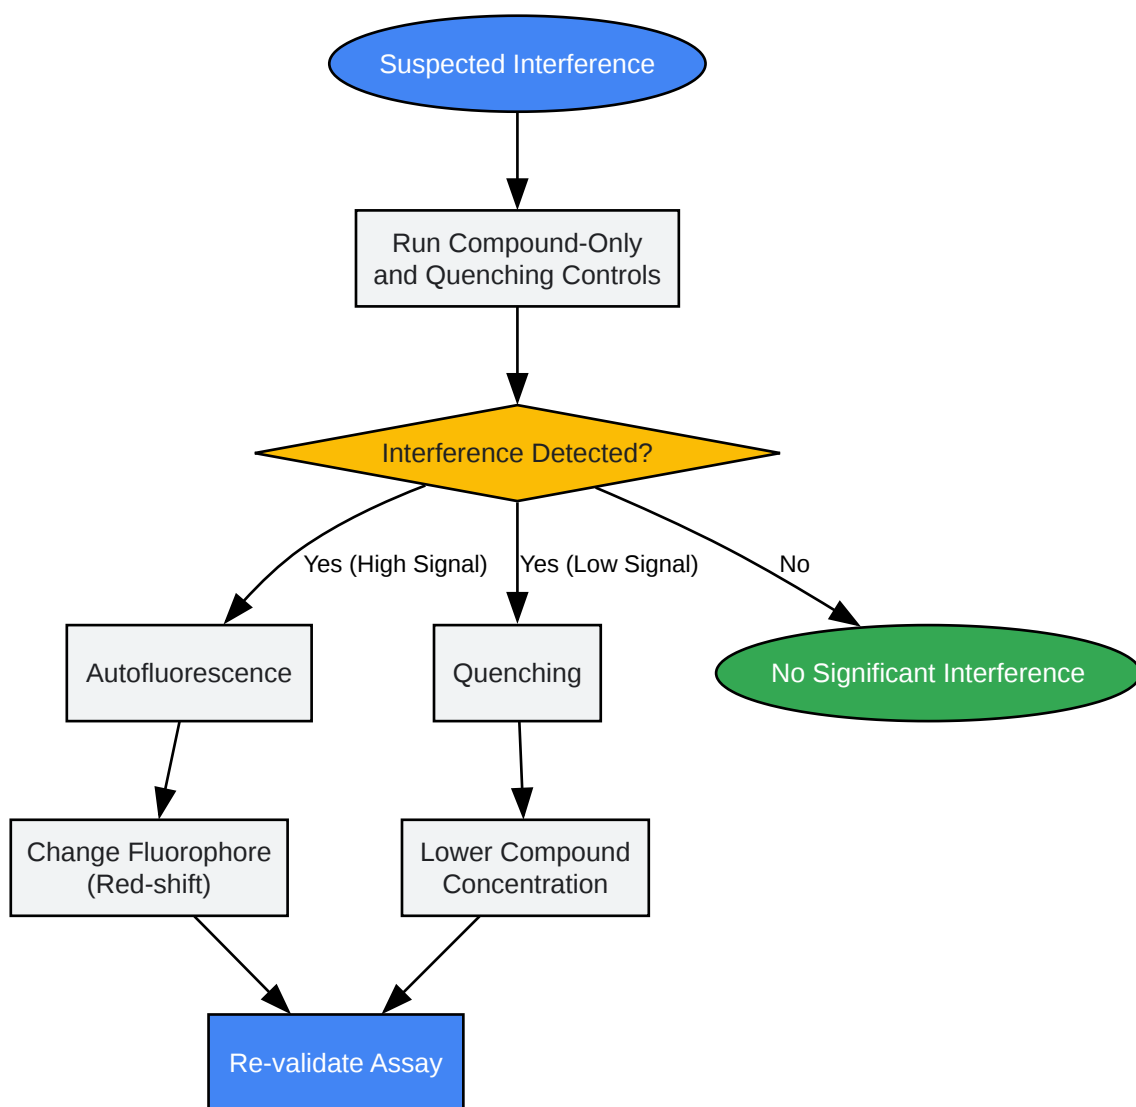 Suspected Interference
Run Compound-Only
and Quenching Controls
Interference Detected?
Yes (High Signal)
Yes (Low Signal)
No
Autofluorescence
Quenching
No Significant Interference
Change Fluorophore
(Red-shift)
Lower Compound
Concentration
Re-validate Assay